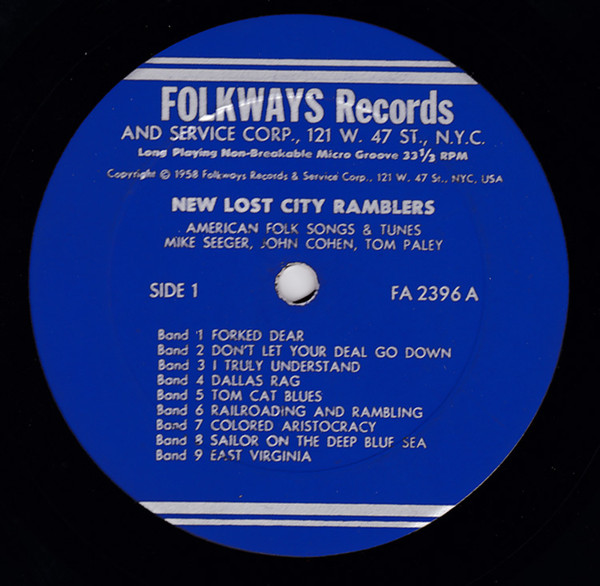 FOLKWAYS Records
AND SERVICE CORP., 121 W. 47 ST., N.Y.C.
Long Playing Non-Breakable Micro Groove 33 1/3 RPM
Copyright © 1958 Folkways Records & Service Corp., 121 W. 47 St., NYC, USA
NEW LOST CITY RAMBLERS
AMERICAN FOLK SONGS & TUNES
MIKE SEEGER, JOHN COHEN, TOM PALEY
SIDE 1 FA 2396 A
Band 1 FORKED DEAR
Band 2 DON'T LET YOUR DEAL GO DOWN
Band 3 I TRULY UNDERSTAND
Band 4 DALLAS RAG
Band 5 TOM CAT BLUES
Band 6 RAILROADING AND RAMBLING
Band 7 COLORED ARISTOCRACY
Band 8 SAILOR ON THE DEEP BLUE SEA
Band 9 EAST VIRGINIA